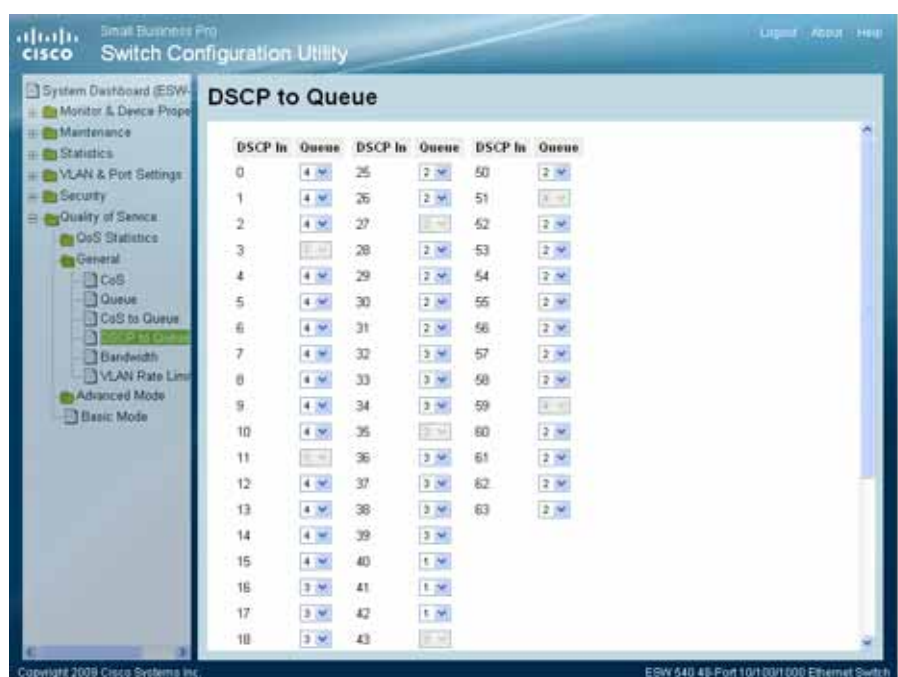 Small Business Pro
CISCO Switch Configuration Utility
Logout About Help
System Dashboard (ESW-
Monitor & Device Prope
Maintenance
Statistics
VLAN & Port Settings
Security
Quality of Service
QoS Statistics
General
CoS
Queue
CoS to Queue
DSCP to Queue
Bandwidth
VLAN Rate Limi
Advanced Mode
Basic Mode
DSCP to Queue
DSCP In Queue DSCP In Queue DSCP In Queue
0 4 25 2 50 2
1 4 26 2 51
2 4 27 52 2
3 28 2 53 2
4 4 29 2 54 2
5 4 30 2 55 2
6 4 31 2 56 2
7 4 32 3 57 2
8 4 33 3 58 2
9 4 34 3 59
10 4 35 60 2
11 36 3 61 2
12 4 37 3 62 2
13 4 38 3 63 2
14 4 39 3
15 4 40 1
16 3 41 1
17 3 42 1
18 3 43
Copyright 2009 Cisco Systems Inc.
ESW 540 48-Port 10/100/1000 Ethernet Switch